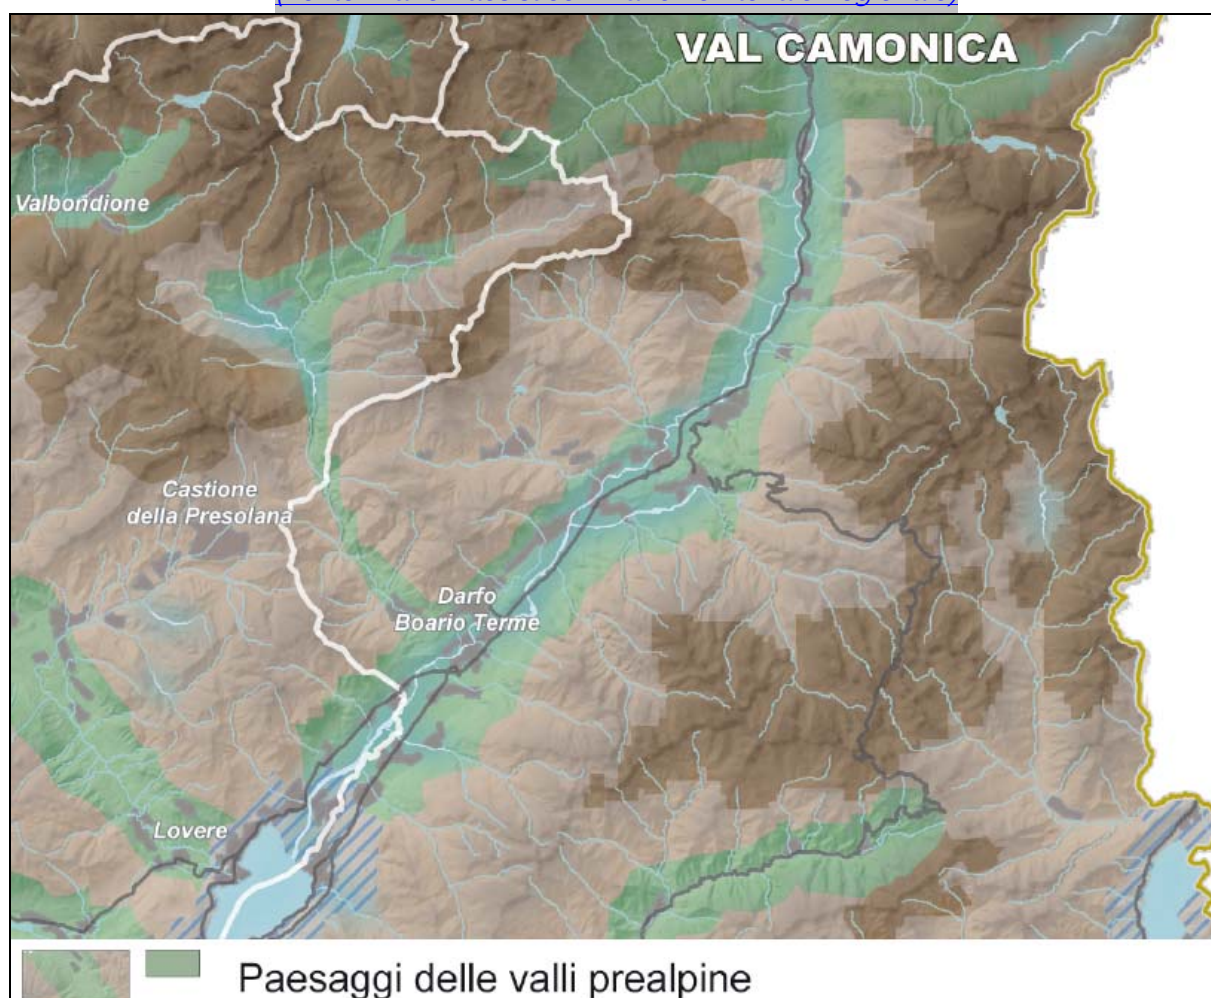 VAL CAMONICA
Valbondione
Castione
della Presolana
Darfo
Boario Terme
Lovere
Paesaggi delle valli prealpine